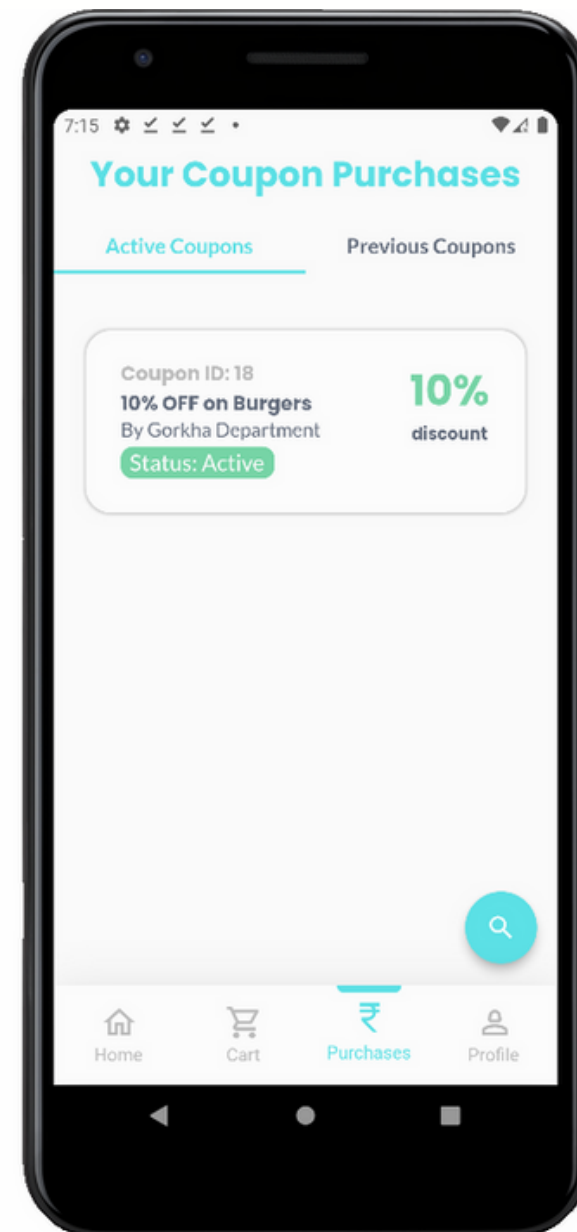 7:15
Your Coupon Purchases
Active Coupons Previous Coupons
Coupon ID: 18
10% OFF on Burgers
By Gorkha Department
Status: Active
10%
discount
Home Cart Purchases Profile